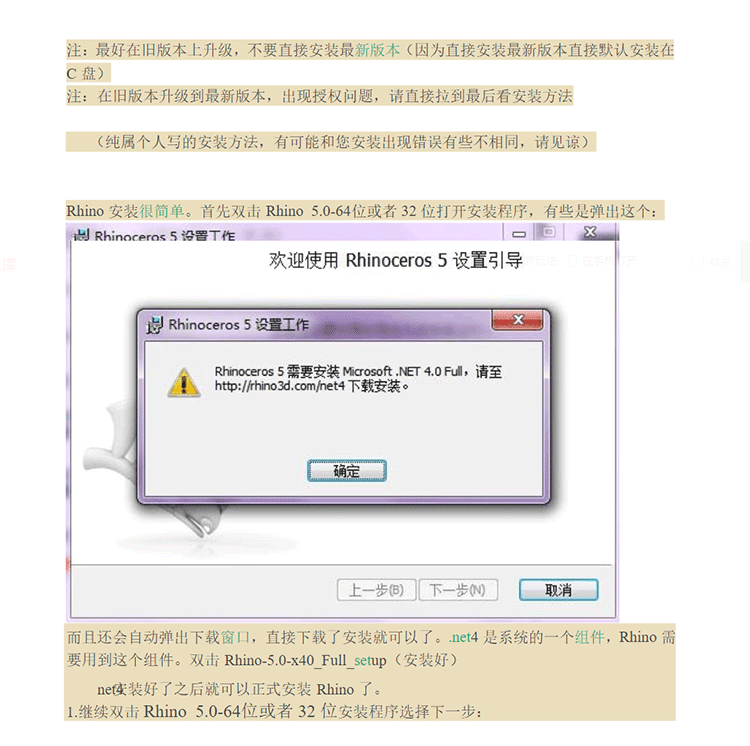 注：最好在旧版本上升级，不要直接安装最新版本（因为直接安装最新版本直接默认安装在
C 盘）
注：在旧版本升级到最新版本，出现授权问题，请直接拉到最后看安装方法
（纯属个人写的安装方法，有可能和您安装出现错误有些不相同，请见谅）
Rhino 安装很简单。首先双击 Rhino 5.0-64位或者 32 位打开安装程序，有些是弹出这个：
Rhinoceros 5 设置工作
欢迎使用 Rhinoceros 5 设置引导
Rhinoceros 5 设置工作
Rhinoceros 5 需要安装 Microsoft .NET 4.0 Full，请至
http://rhino3d.com/net4 下载安装。
确定
上一步(B) 下一步(N) 取消
而且还会自动弹出下载窗口，直接下载了安装就可以了。.net4 是系统的一个组件，Rhino 需
要用到这个组件。双击 Rhino-5.0-x40_Full_setup（安装好）
net4安装好了之后就可以正式安装 Rhino 了。
1.继续双击 Rhino 5.0-64位或者 32 位安装程序选择下一步：